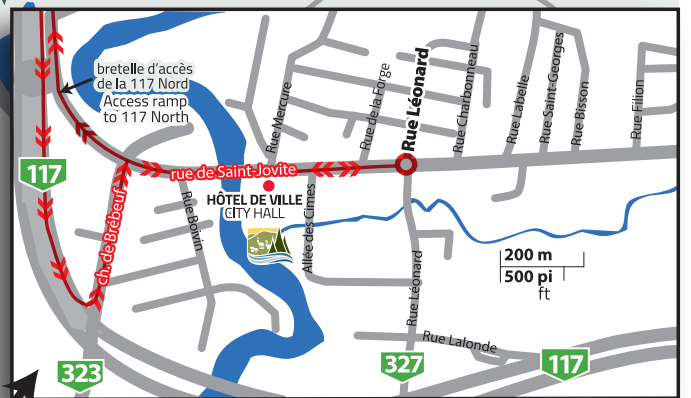 bretelle d'accès
de la 117 Nord
Access ramp
to 117 North
Rue Mercure
Rue de la Forge
Rue Léonard
Rue Charbonneau
Rue Labelle
Rue Saint-Georges
Rue Bisson
Rue Filion
117
rue de Saint-Jovite
ch. de Brébeuf
Rue Boivin
HÔTEL DE VILLE
CITY HALL
Allée des Cimes
Rue Léonard
200 m
500 pi
ft
Rue Lalonde
323
327
117